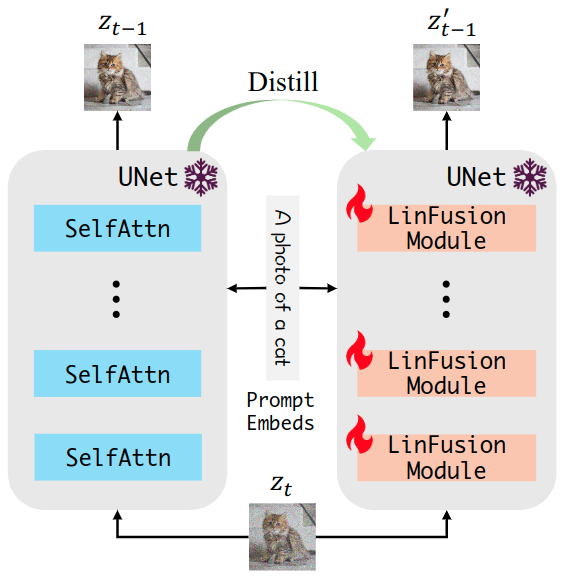 z_{t−1}
z'_{t−1}
Distill
UNet
SelfAttn
SelfAttn
SelfAttn
A photo of a cat
Prompt
Embeds
UNet
LinFusion
Module
LinFusion
Module
LinFusion
Module
z_t